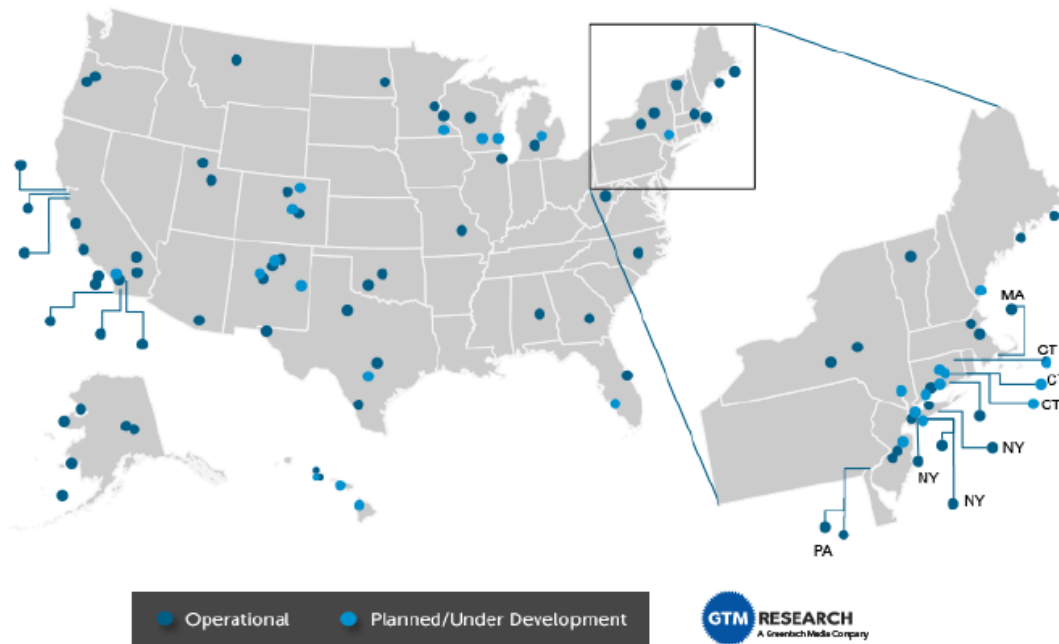 MA
CT
CT
CT
NY
NY
NY
PA
Operational
Planned/Under Development
GTM RESEARCH
A Greentech Media Company